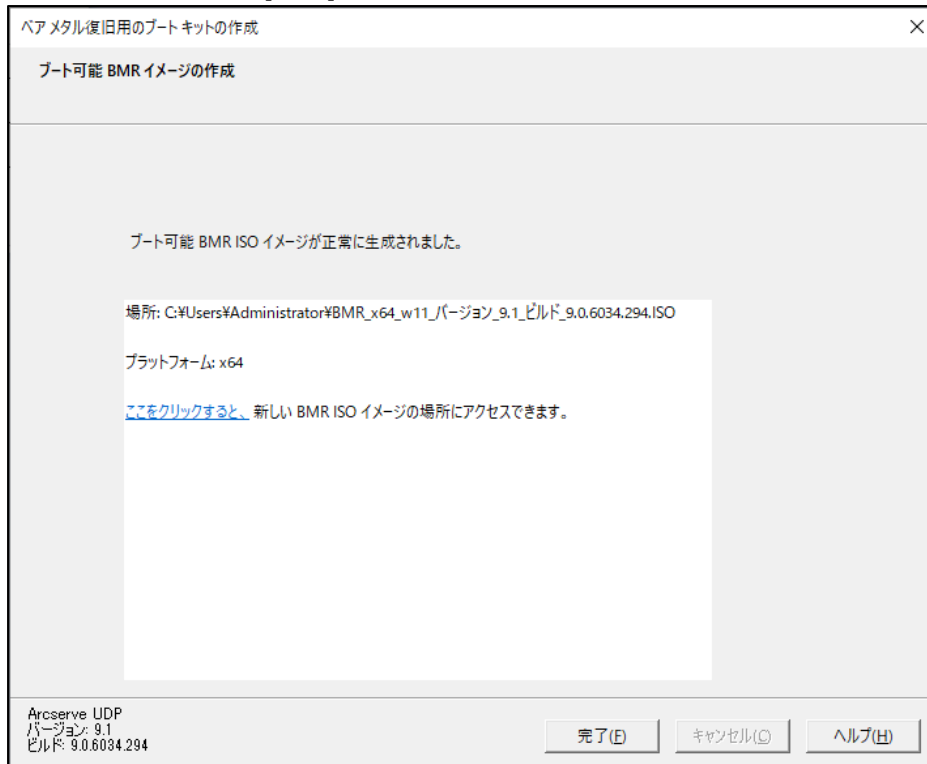 ベア メタル復旧用のブート キットの作成
ブート可能 BMR イメージの作成
ブート可能 BMR ISO イメージが正常に生成されました。
場所: C:¥Users¥Administrator¥BMR_x64_w11_バージョン_9.1_ビルド_9.0.6034.294.ISO
プラットフォーム: x64
ここをクリックすると、 新しい BMR ISO イメージの場所にアクセスできます。
Arcserve UDP
バージョン: 9.1
ビルド: 9.0.6034.294
完了(F) キャンセル(C) ヘルプ(H)